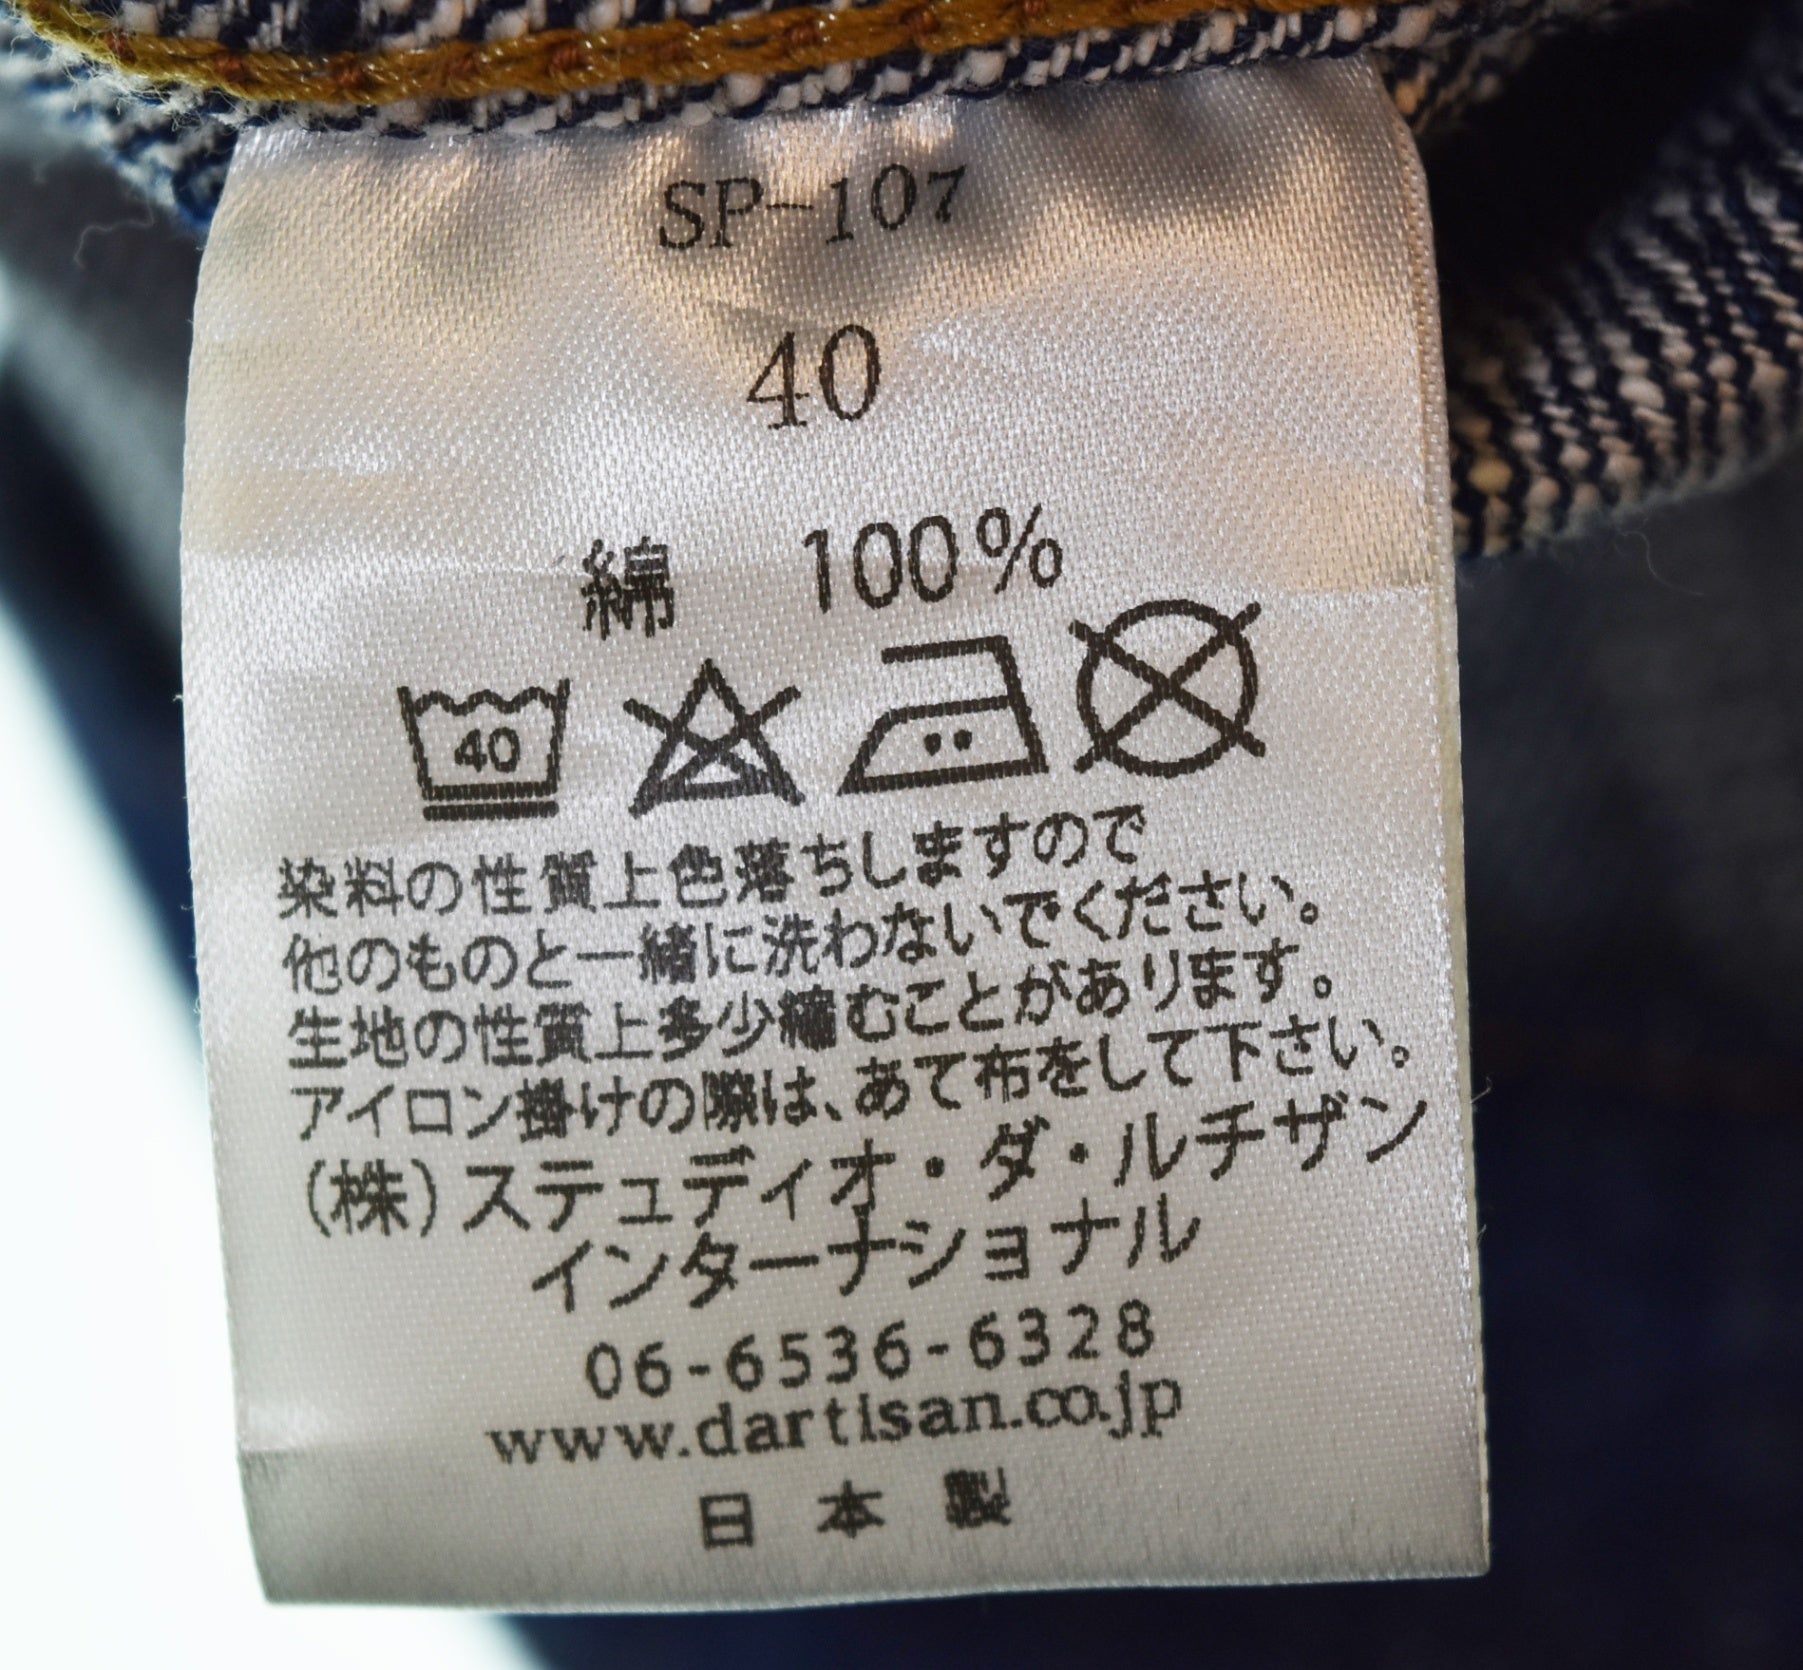 SP-107
40
綿 100%
40
染料の性質上色落ちしますので
他のものと一緒に洗わないでください。
生地の性質上多少縮むことがあります。
アイロン掛けの際は、あて布をして下さい。
(株)ステュディオ・ダ・ルチザン
インターナショナル
06-6536-6328
www.dartisan.co.jp
日本製